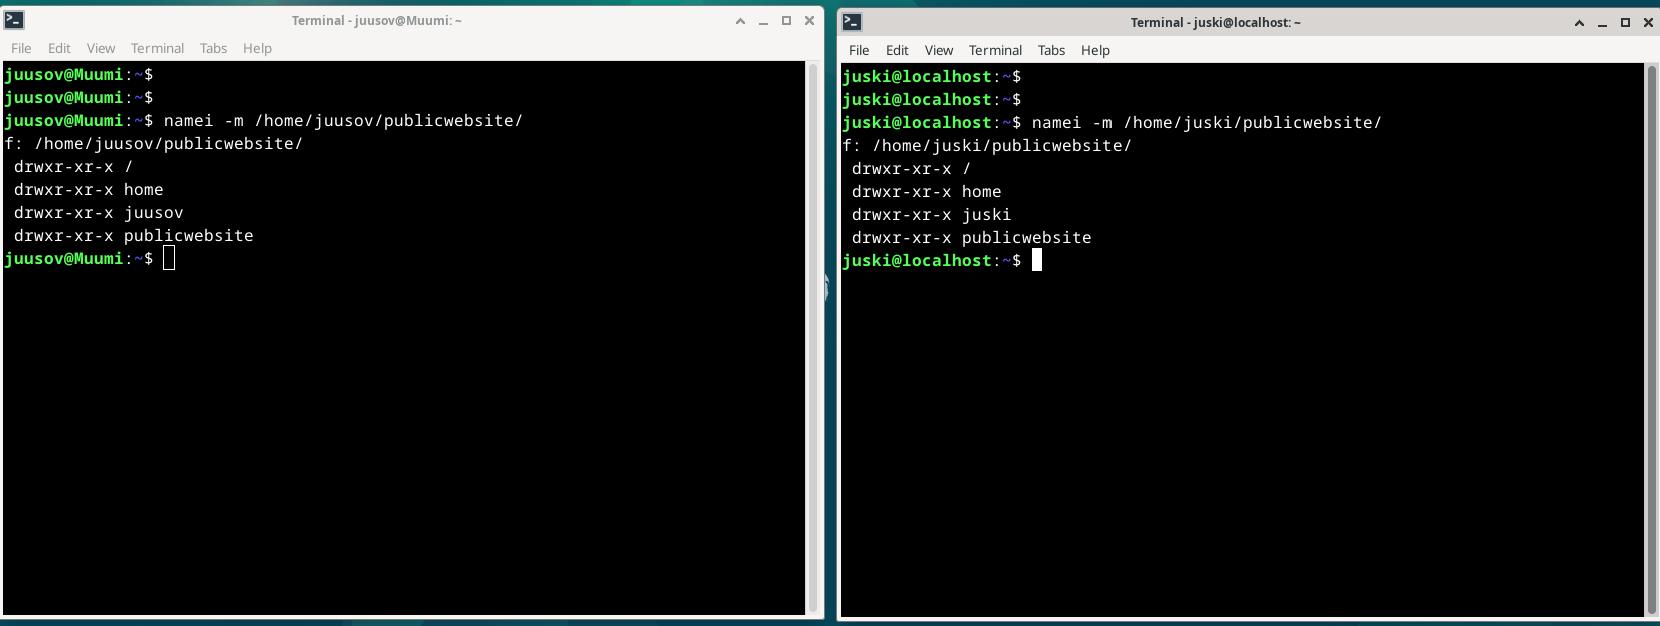 Terminal - juusov@Muumi: ~
File Edit View Terminal Tabs Help
juusov@Muumi:~$
juusov@Muumi:~$
juusov@Muumi:~$ namei -m /home/juusov/publicwebsite/
f: /home/juusov/publicwebsite/
 drwxr-xr-x /
 drwxr-xr-x home
 drwxr-xr-x juusov
 drwxr-xr-x publicwebsite
juusov@Muumi:~$
Terminal - juski@localhost: ~
File Edit View Terminal Tabs Help
juski@localhost:~$
juski@localhost:~$
juski@localhost:~$ namei -m /home/juski/publicwebsite/
f: /home/juski/publicwebsite/
 drwxr-xr-x /
 drwxr-xr-x home
 drwxr-xr-x juski
 drwxr-xr-x publicwebsite
juski@localhost:~$